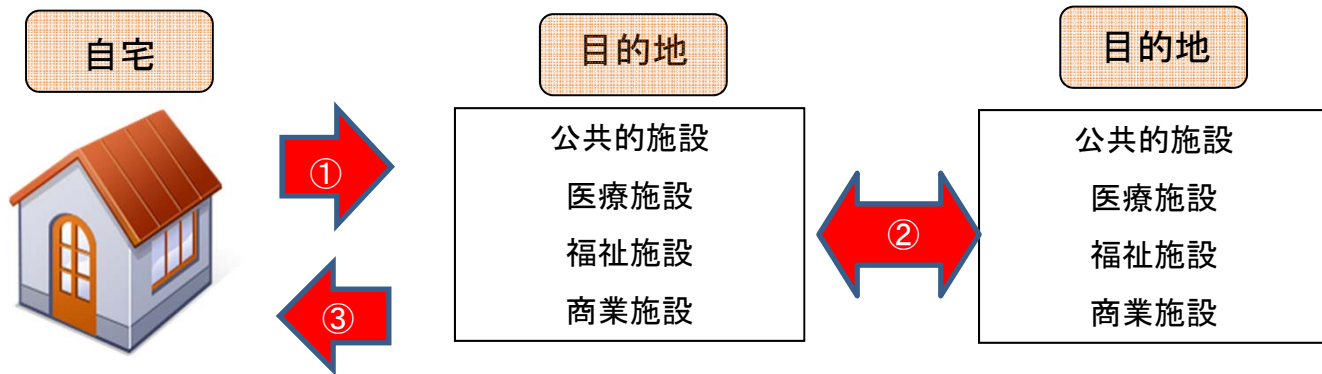 自宅
①
③
目的地
公共的施設
医療施設
福祉施設
商業施設
②
目的地
公共的施設
医療施設
福祉施設
商業施設